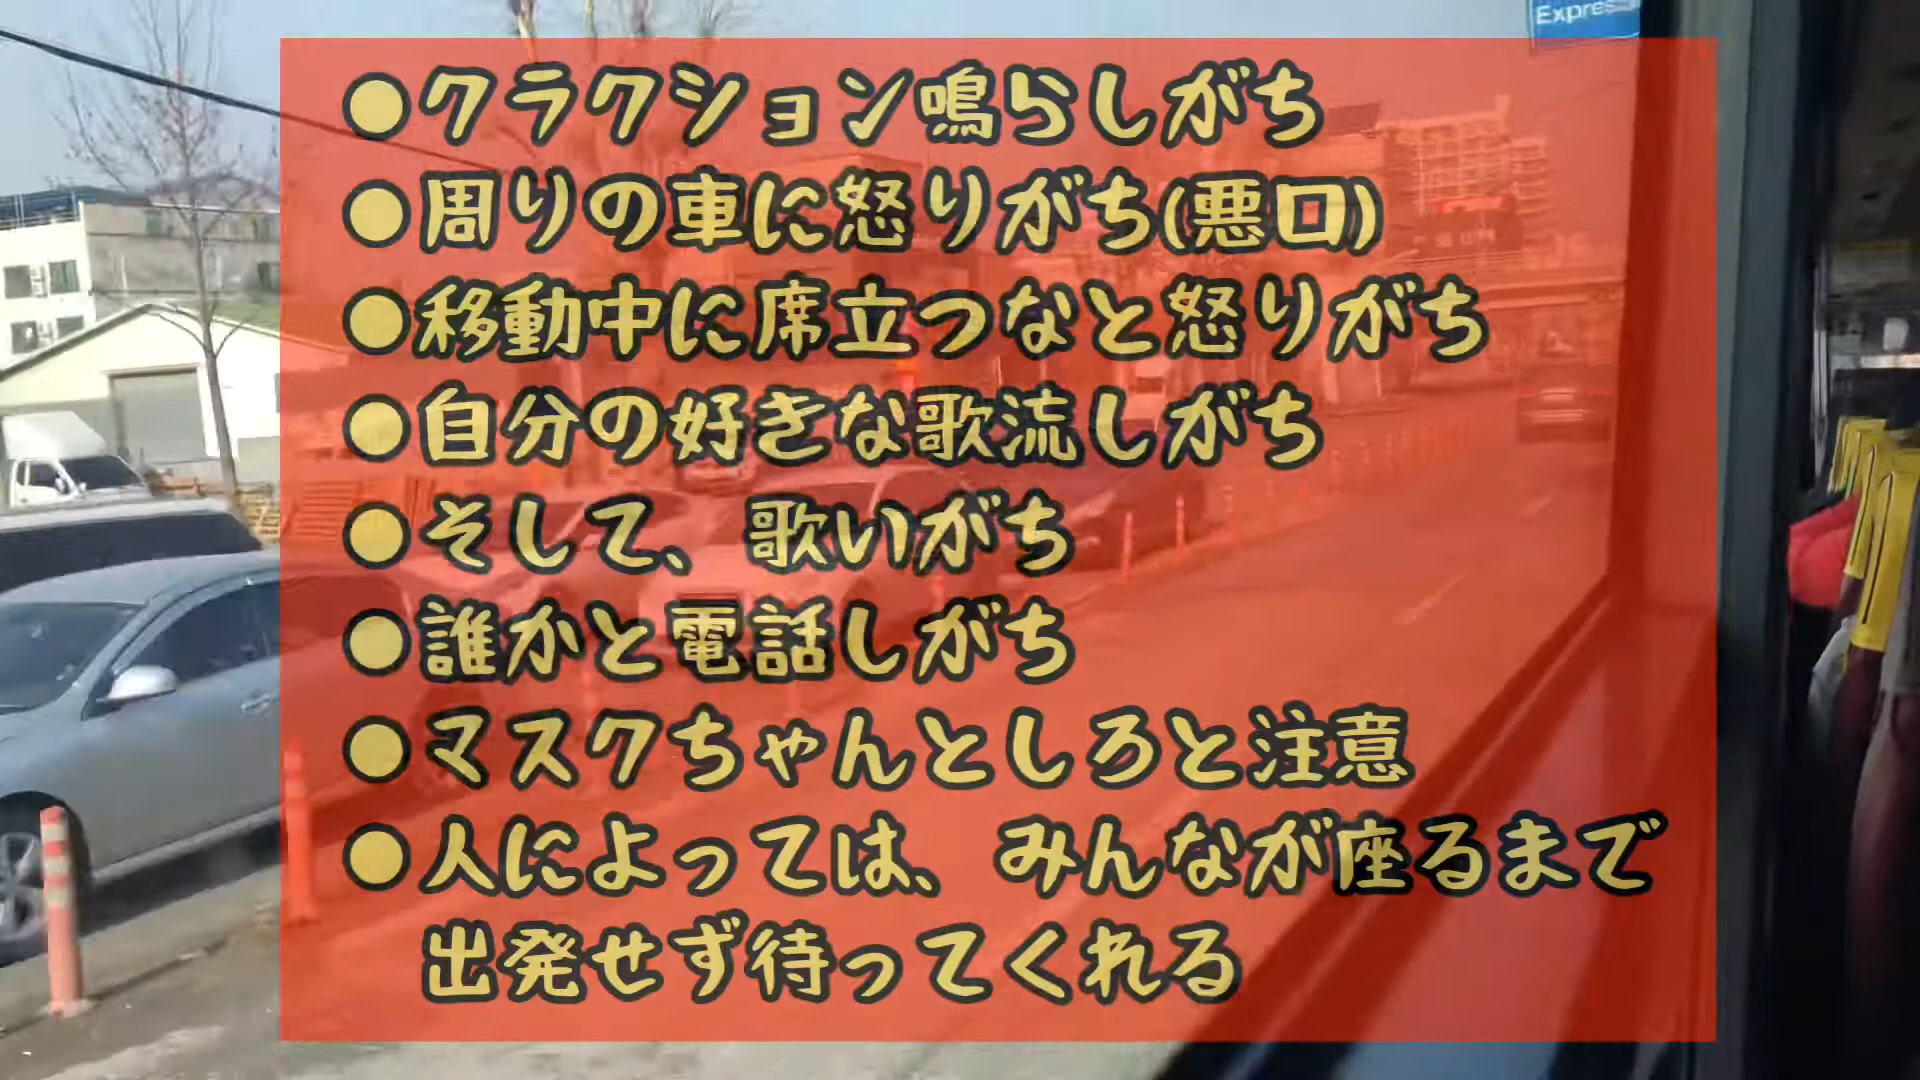 Express
●クラクション鳴らしがち
●周りの車に怒りがち(悪口)
●移動中に席立つなと怒りがち
●自分の好きな歌流しがち
●そして、歌いがち
●誰かと電話しがち
●マスクちゃんとしろと注意
●人によっては、みんなが座るまで
出発せず待ってくれる